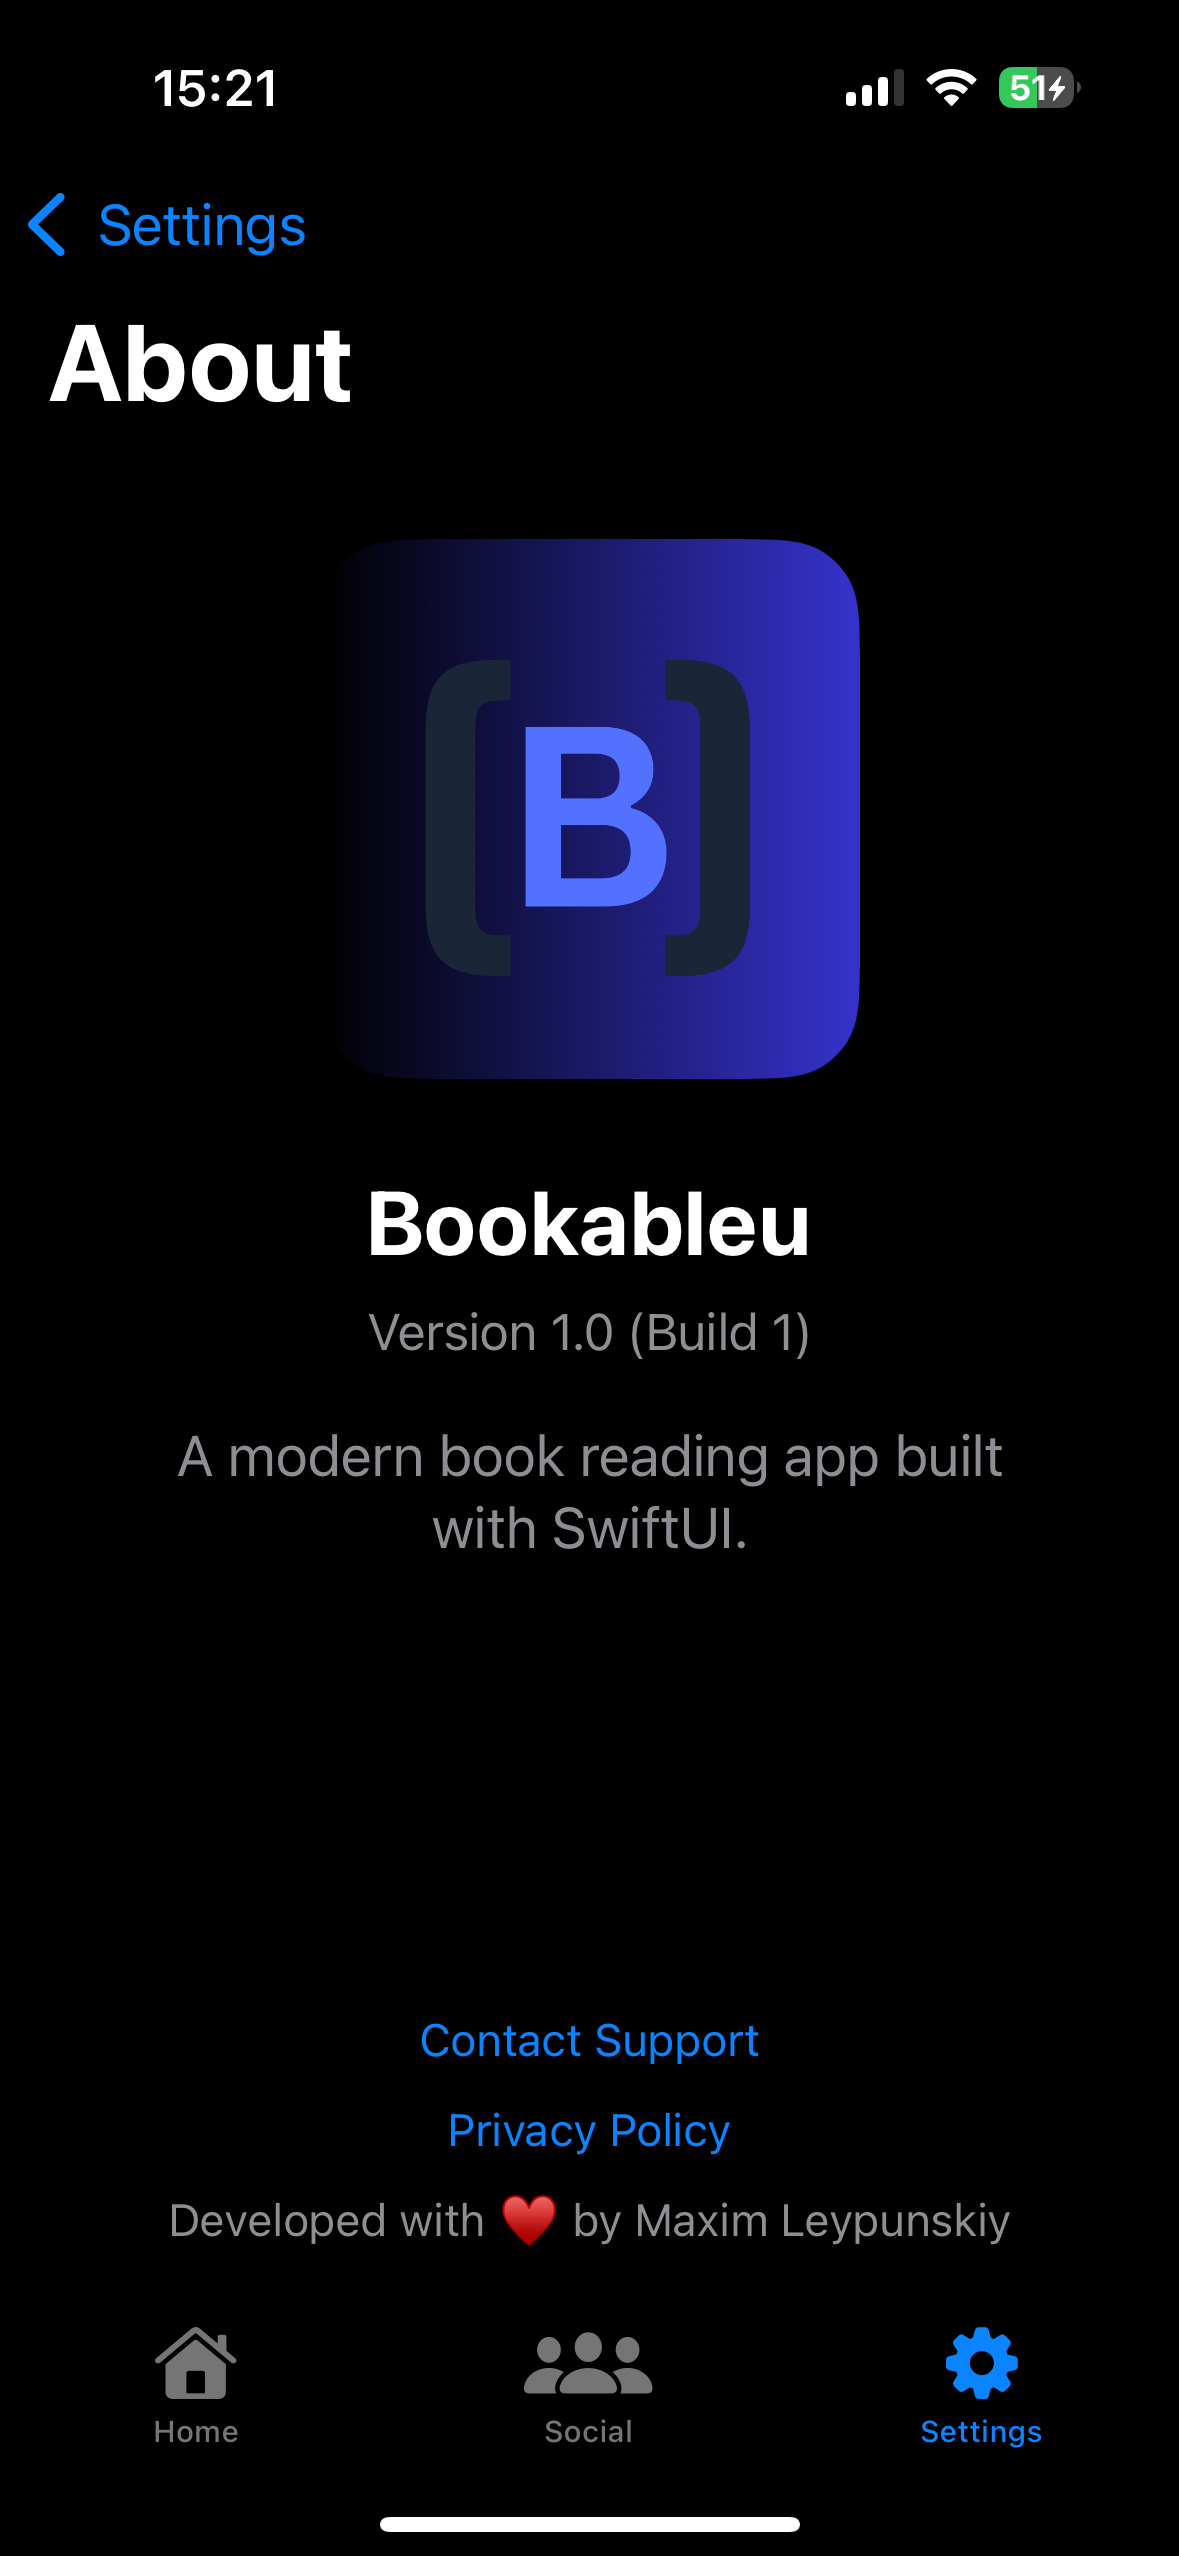 15:21
51
Settings
About
[B]
Bookableu
Version 1.0 (Build 1)
A modern book reading app built
with SwiftUI.
Contact Support
Privacy Policy
Developed with ♥️ by Maxim Leypunskiy
Home
Social
Settings